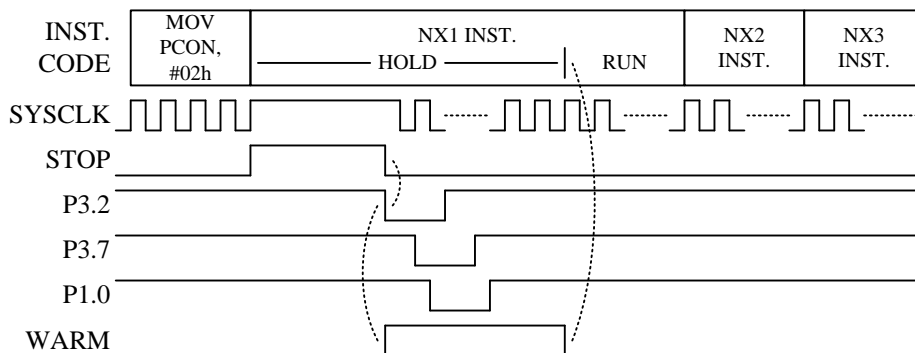 INST.
CODE
MOV
PCON,
#02h
NX1 INST.
HOLD
RUN
NX2
INST.
NX3
INST.
SYSCLK
STOP
P3.2
P3.7
P1.0
WARM